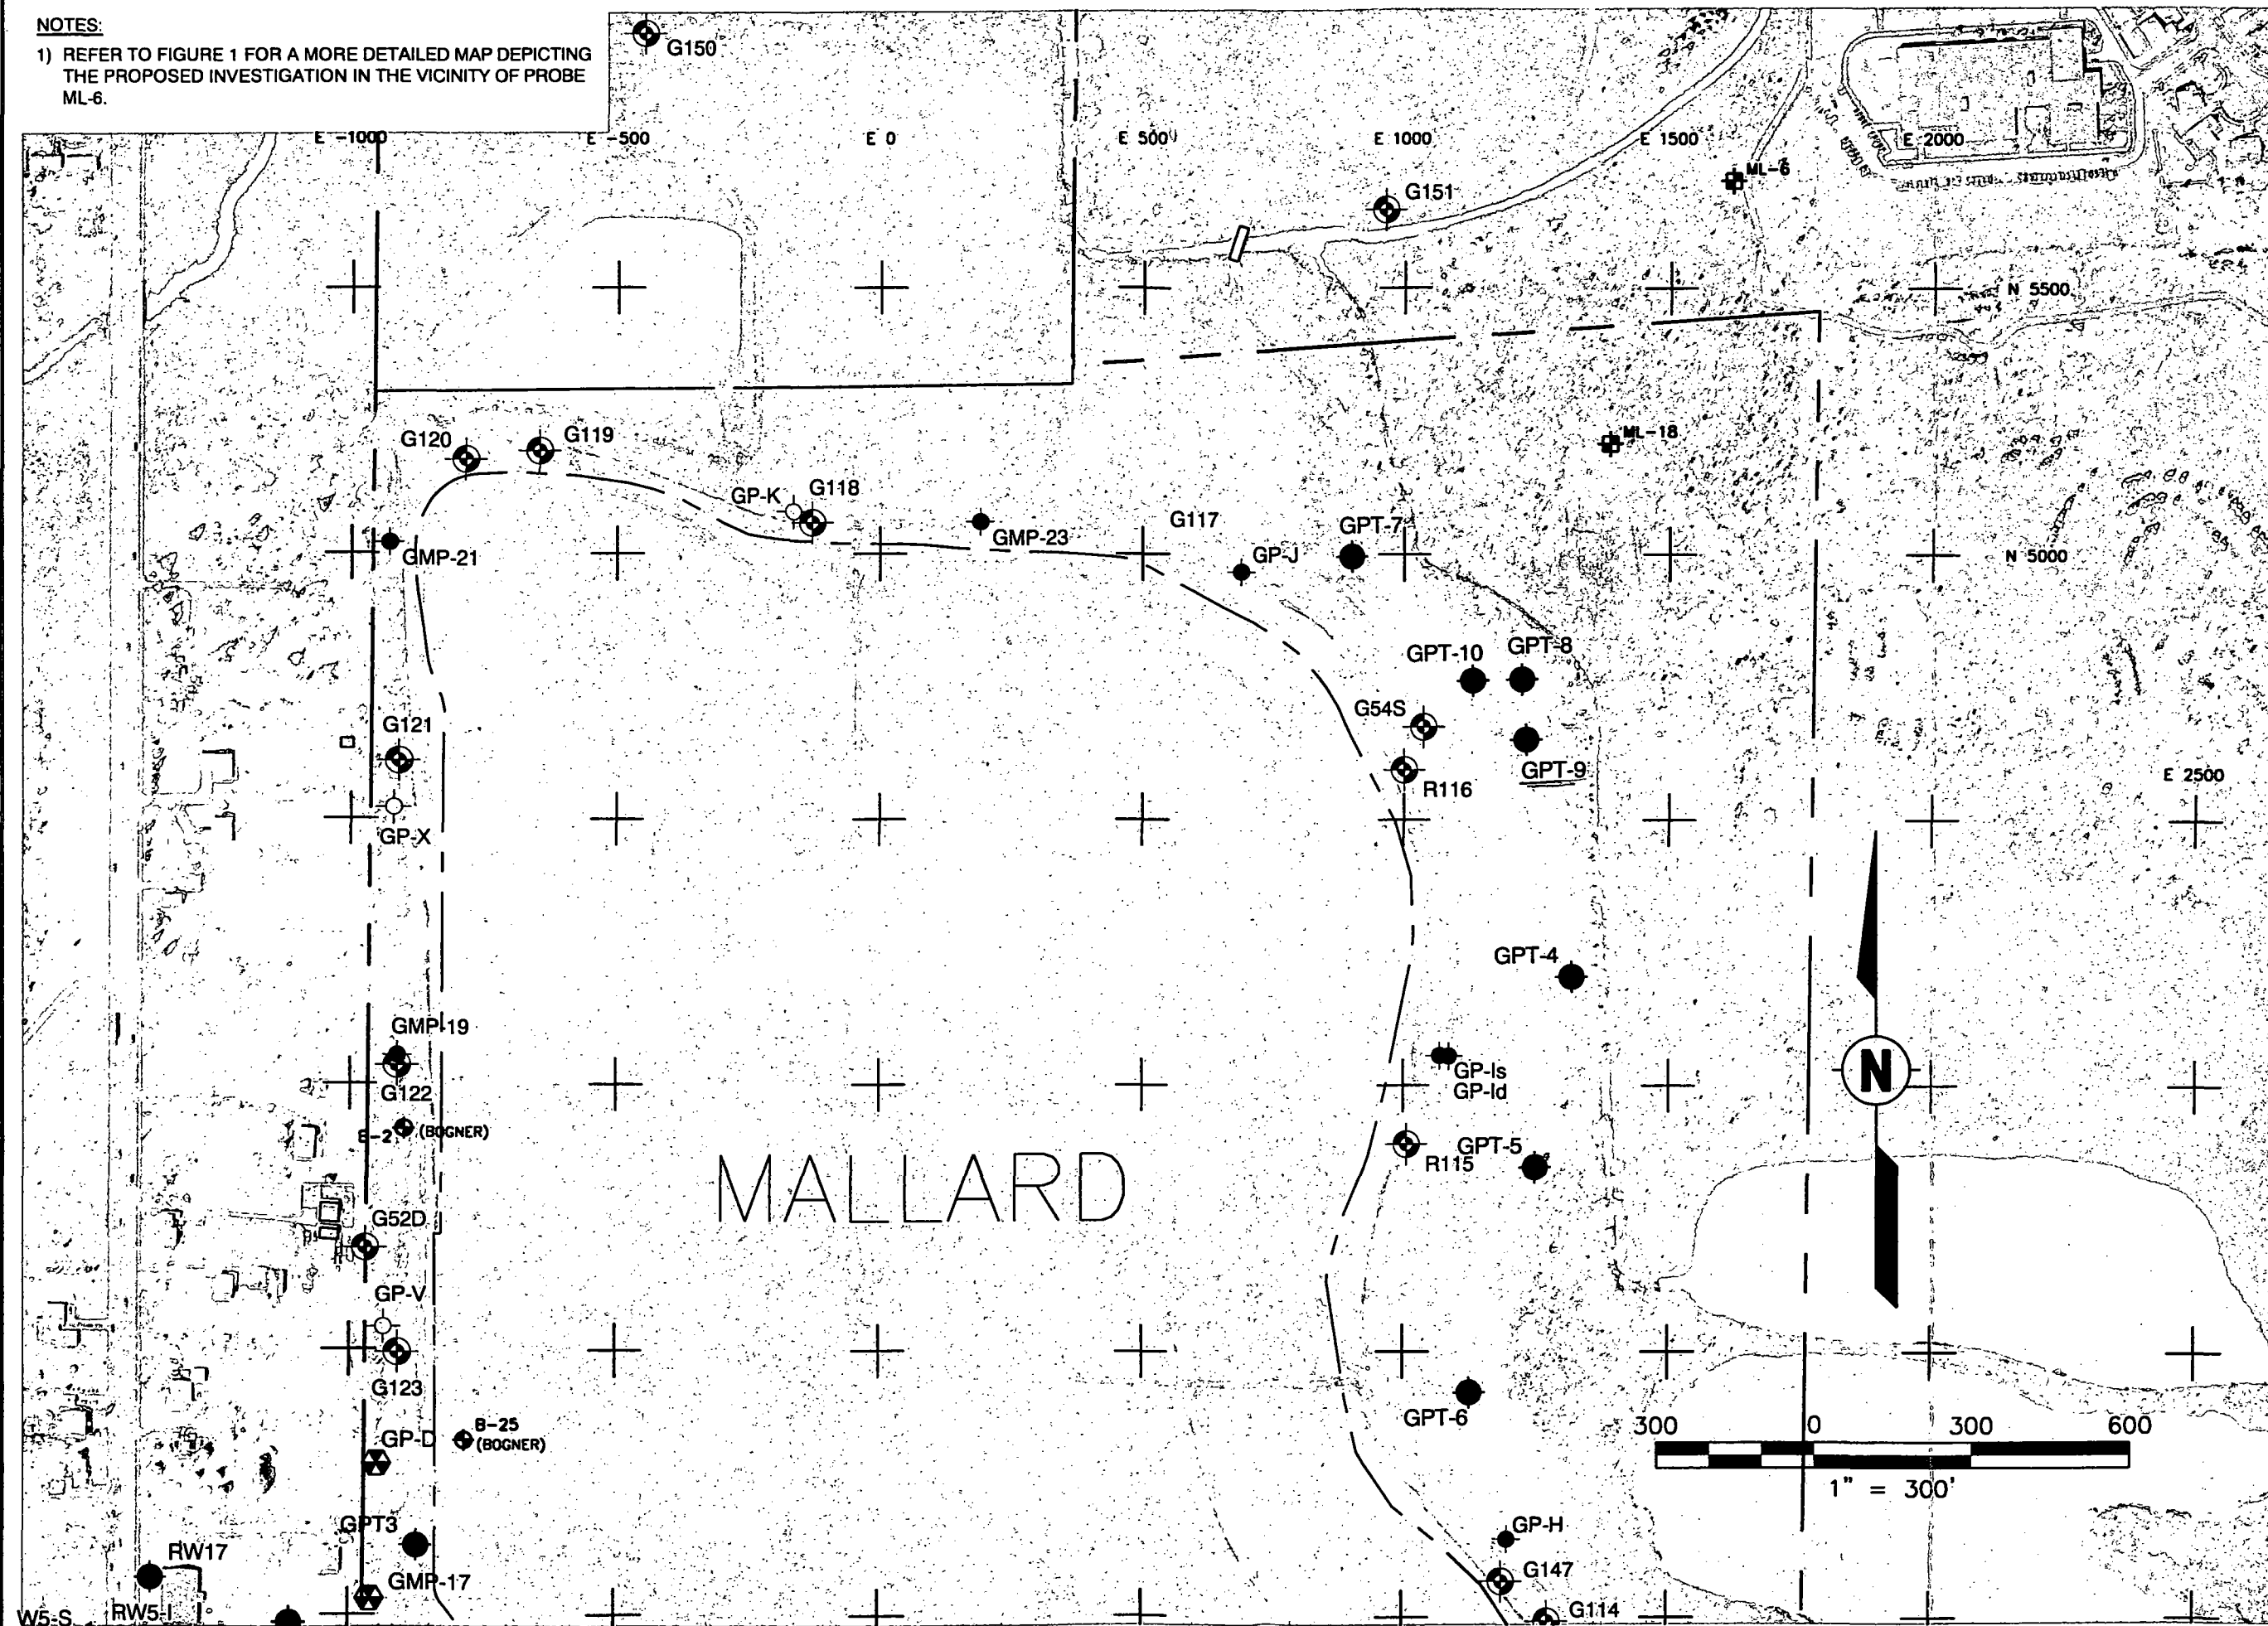 NOTES:
1) REFER TO FIGURE 1 FOR A MORE DETAILED MAP DEPICTING
THE PROPOSED INVESTIGATION IN THE VICINITY OF PROBE
ML-6.
G150
E -1000
E -500
E 0
E 500
E 1000
E 1500
E 2000
ML-6
G151
N 5500
G120
G119
ML-18
GP-K
G118
GMP-21
GMP-23
G117
GP-J
GPT-7
N 5000
GPT-10
GPT-8
G54S
G121
GPT-9
R116
E 2500
GP-X
GPT-4
GMP-19
GP-Is
GP-Id
G122
B-2
(BOGNER)
MALLARD
R115
GPT-5
N
G52D
GP-V
G123
GPT-6
B-25
(BOGNER)
GP-D
300
0
300
600
1" = 300'
GPT3
GP-H
RW17
GMP-17
G147
W5-S
RW5-I
G114